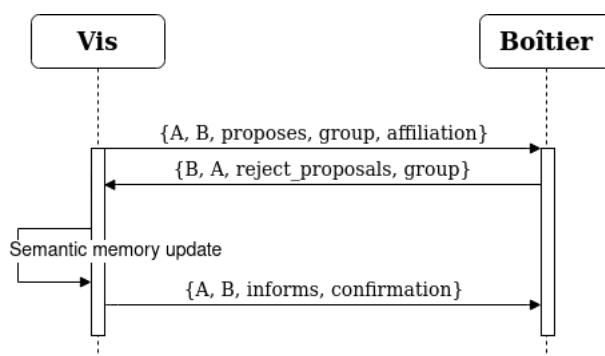 Vis
Boîtier
{A, B, proposes, group, affiliation}
{B, A, reject_proposals, group}
Semantic memory update
{A, B, informs, confirmation}